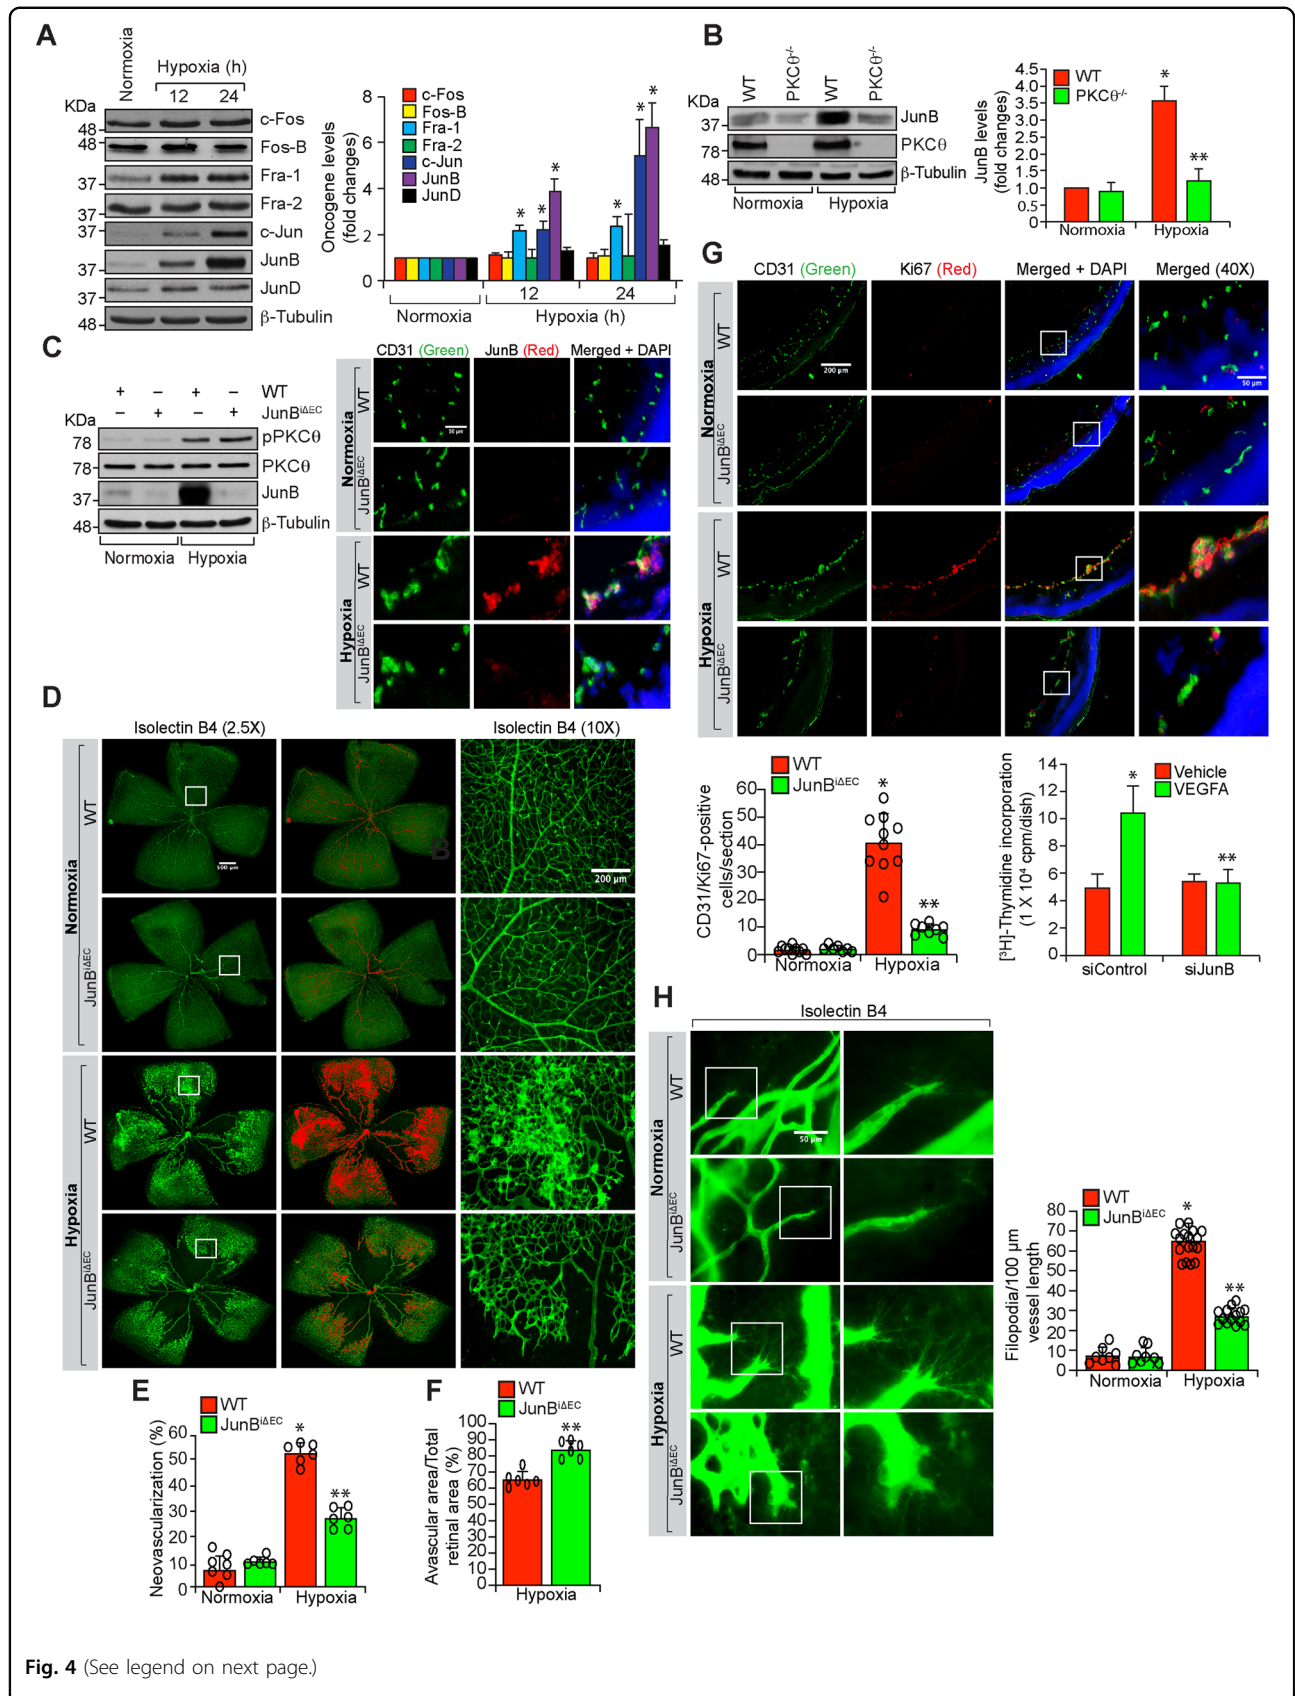 A
Normoxia
Hypoxia (h)
12 24
KDa
48 c-Fos
48 Fos-B
37 Fra-1
37 Fra-2
37 c-Jun
37 JunB
37 JunD
48 β-Tubulin
Oncogene levels
(fold changes)
8
6
4
2
0
c-Fos
Fos-B
Fra-1
Fra-2
c-Jun
JunB
JunD
* * *
* * *
12 24
Normoxia Hypoxia (h)
B
WT PKCθ-/- WT PKCθ-/-
KDa
37 JunB
78 PKCθ
48 β-Tubulin
Normoxia Hypoxia
JunB levels
(fold changes)
4.5
4.0
3.5
3.0
2.5
2.0
1.5
1.0
0.5
0
WT
PKCθ-/-
*
**
Normoxia Hypoxia
C
+ – + – WT
– + – + JunBiΔEC
KDa
78 pPKCθ
78 PKCθ
37 JunB
48 β-Tubulin
Normoxia Hypoxia
CD31 (Green) JunB (Red) Merged + DAPI
Normoxia
WT
JunBiΔEC
Hypoxia
WT
JunBiΔEC
50 µm
G
CD31 (Green) Ki67 (Red) Merged + DAPI Merged (40X)
Normoxia
WT
JunBiΔEC
Hypoxia
WT
JunBiΔEC
200 µm
50 µm
CD31/Ki67-positive
cells/section
60
50
40
30
20
10
0
WT
JunBiΔEC
*
**
Normoxia Hypoxia
[³H]-Thymidine incorporation
(1 X 10⁴ cpm/dish)
14
12
10
8
6
4
2
0
Vehicle
VEGFA
*
**
siControl siJunB
D
Isolectin B4 (2.5X) Isolectin B4 (10X)
Normoxia
WT
JunBiΔEC
Hypoxia
WT
JunBiΔEC
500 µm
B
200 µm
E
Neovascularization (%)
60
50
40
30
20
10
0
WT
JunBiΔEC
*
**
Normoxia Hypoxia
F
Avascular area/Total
retinal area (%)
100
90
80
70
60
50
40
30
20
10
0
WT
JunBiΔEC
**
Hypoxia
H
Isolectin B4
Normoxia
WT
JunBiΔEC
Hypoxia
WT
JunBiΔEC
50 µm
Filopodia/100 µm
vessel length
80
70
60
50
40
30
20
10
0
WT
JunBiΔEC
*
**
Normoxia Hypoxia
Fig. 4 (See legend on next page.)